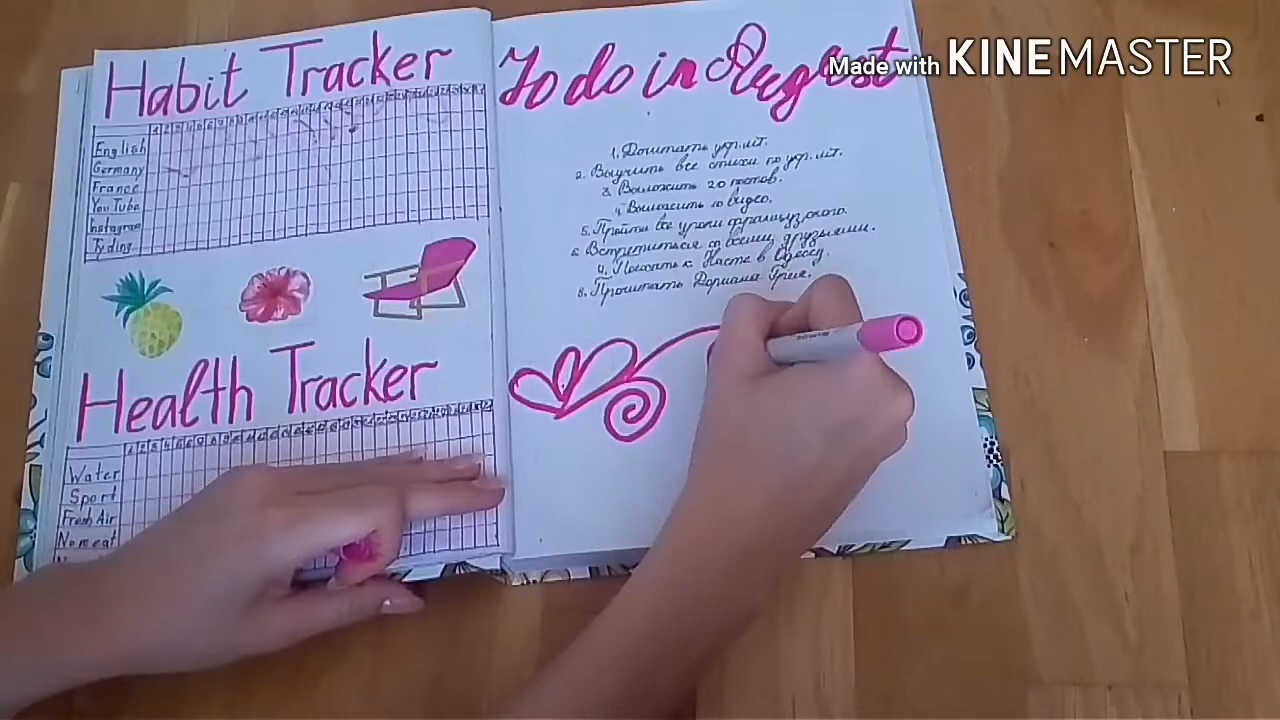 Habit Tracker
English
Germany
France
YouTube
Instagram
Tyding
Health Tracker
Water
Sport
Fresh Air
No meat
To do in August
1. Дочитать укр.лит.
2. Выучить все стихи по укр.лит.
3. Выложить 20 постов.
4. Выложить 10 видео.
5. Пройти все уроки французского.
6. Встретиться со всеми друзьями.
к Насте в Одессу.
8. Прочитать Дориана Грея.
Made with KINEMASTER